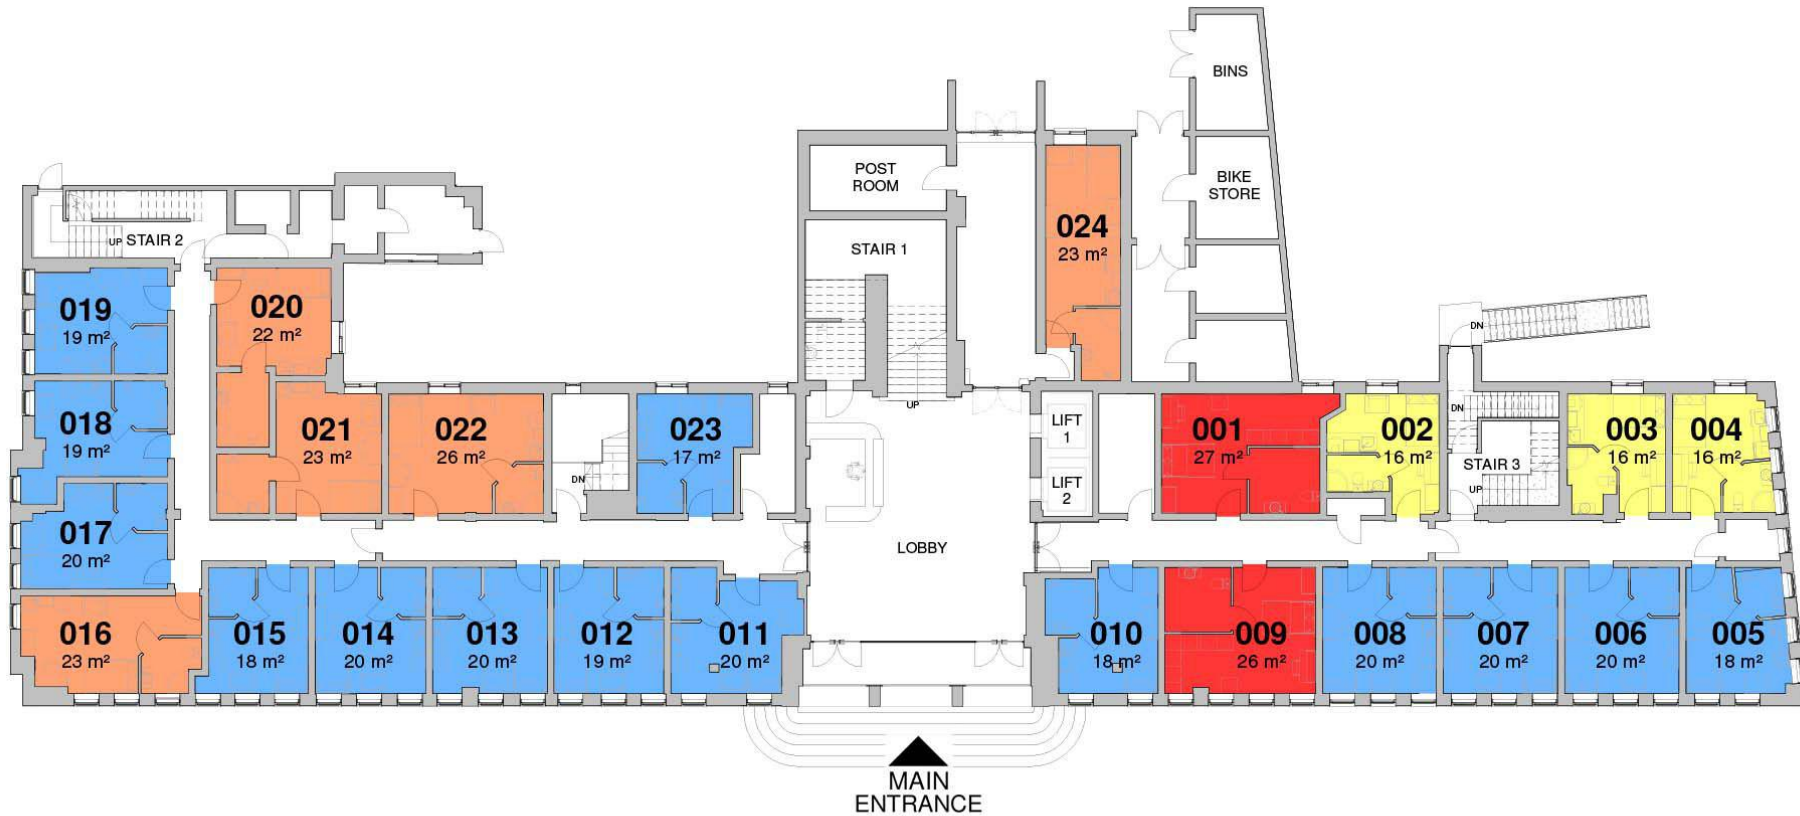 BINS
POST
ROOM
BIKE
STORE
024
23 m²
UP STAIR 2
STAIR 1
019
19 m²
020
22 m²
DN
018
19 m²
021
23 m²
022
26 m²
DN
023
17 m²
UP
LIFT
1
LIFT
2
001
27 m²
002
16 m²
DN
STAIR 3
UP
003
16 m²
004
16 m²
017
20 m²
LOBBY
016
23 m²
015
18 m²
014
20 m²
013
20 m²
012
19 m²
011
20 m²
010
18 m²
009
26 m²
008
20 m²
007
20 m²
006
20 m²
005
18 m²
MAIN
ENTRANCE